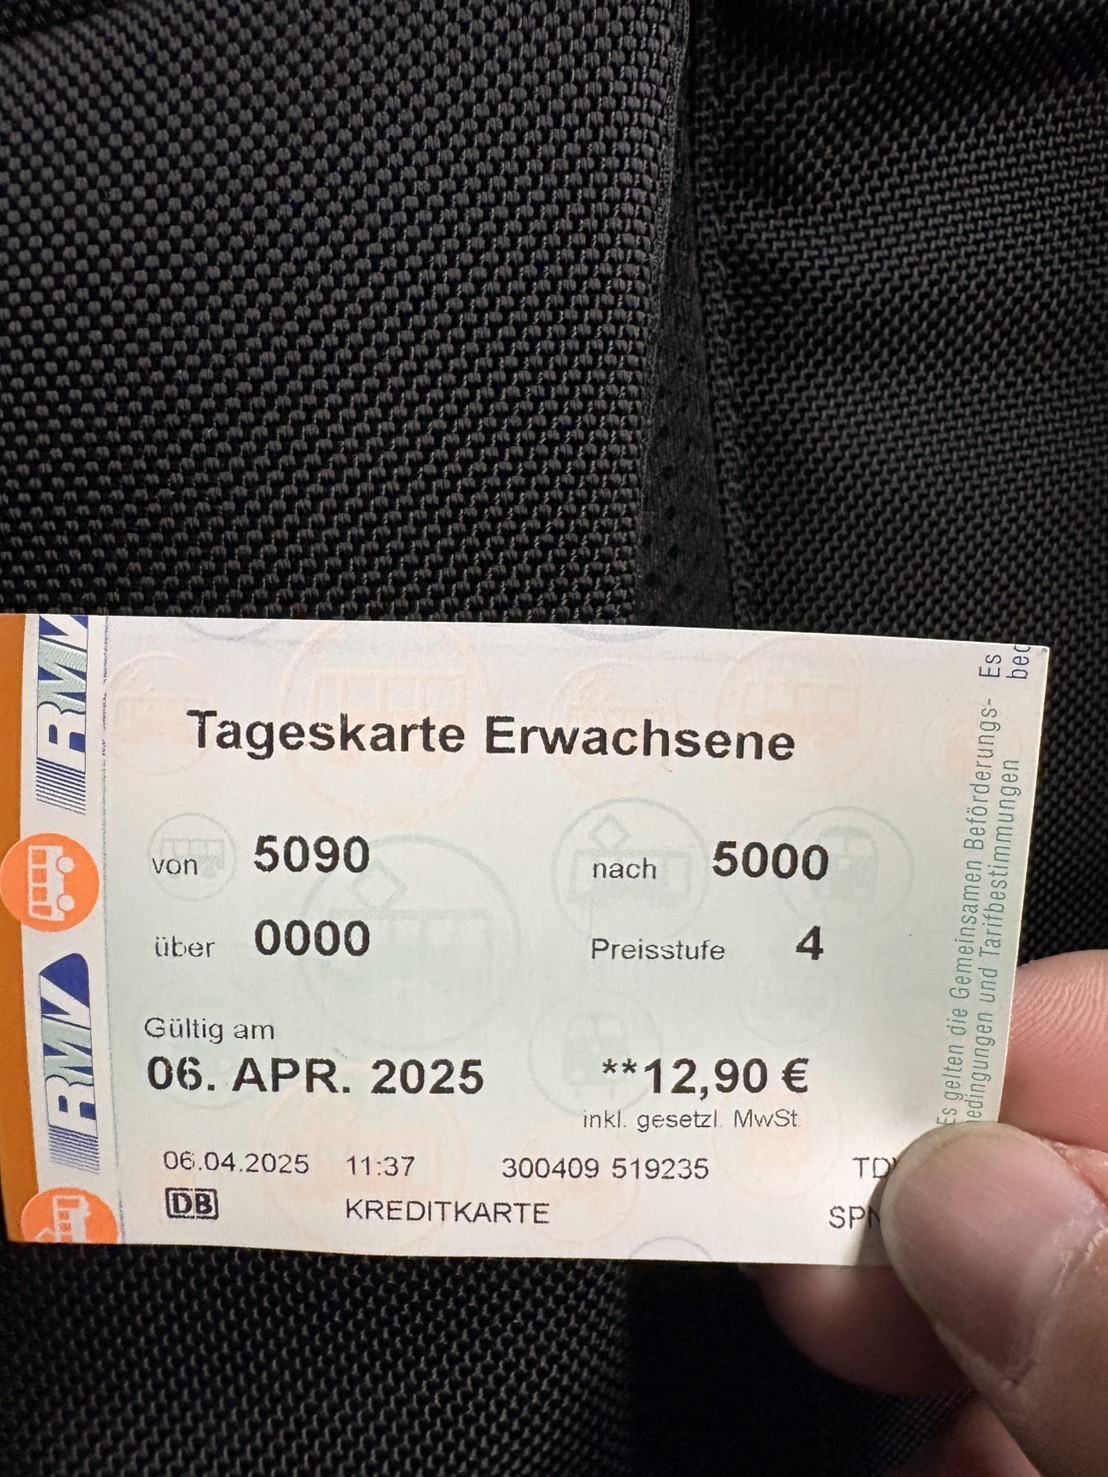 Tageskarte Erwachsene
von 5090 nach 5000
über 0000 Preisstufe 4
Gültig am
06. APR. 2025 **12,90 €
inkl. gesetzl. MwSt.
06.04.2025 11:37 300409 519235
DB KREDITKARTE
RMV
RMV
Es gelten die Gemeinsamen Beförderungs-
bedingungen und Tarifbestimmungen
Es